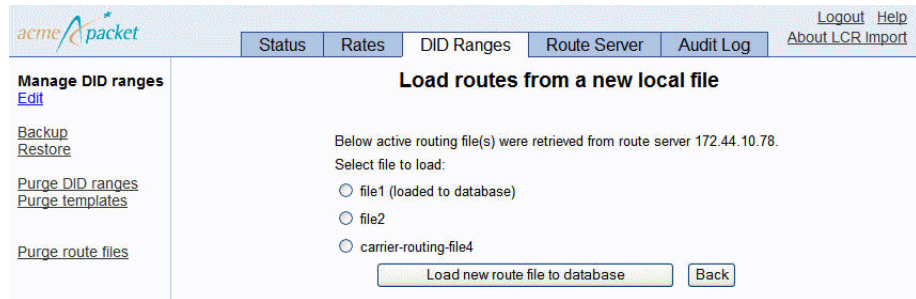 acme packet
Logout Help
About LCR Import
Status Rates DID Ranges Route Server Audit Log
Manage DID ranges
Edit
Backup
Restore
Purge DID ranges
Purge templates
Purge route files
Load routes from a new local file
Below active routing file(s) were retrieved from route server 172.44.10.78.
Select file to load:
file1 (loaded to database)
file2
carrier-routing-file4
Load new route file to database Back